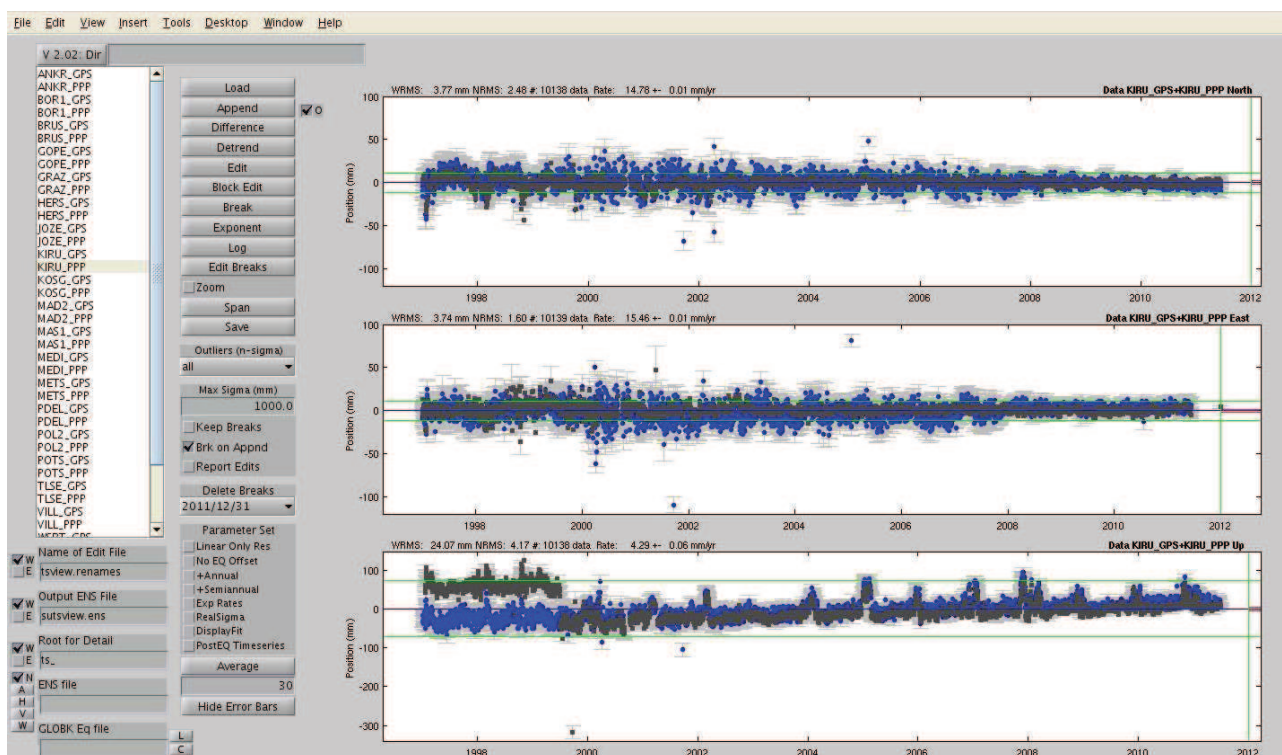 File Edit View Insert Tools Desktop Window Help
V 2.02: Dir
ANKR_GPS
ANKR_PPP
BOR1_GPS
BOR1_PPP
BRUS_GPS
BRUS_PPP
GOPE_GPS
GOPE_PPP
GRAZ_GPS
GRAZ_PPP
HERS_GPS
HERS_PPP
JOZE_GPS
JOZE_PPP
KIRU_GPS
KIRU_PPP
KOSG_GPS
KOSG_PPP
MAD2_GPS
MAD2_PPP
MAS1_GPS
MAS1_PPP
MEDI_GPS
MEDI_PPP
METS_GPS
METS_PPP
PDEL_GPS
PDEL_PPP
POL2_GPS
POLZ_PPP
POTS_GPS
POTS_PPP
TLSE_GPS
TLSE_PPP
VILL_GPS
VILL_PPP
W
E
Name of Edit File
tsview.renames
W
E
Output ENS File
sutsview.ens
W
E
Root for Detail
ts_
N
A
H
V
W
ENS file
GLOBK Eq file
L
C
Load
Append
O
Difference
Detrend
Edit
Block Edit
Break
Exponent
Log
Edit Breaks
Zoom
Span
Save
Outliers (n-sigma)
all
Max Sigma (mm)
1000.0
Keep Breaks
Brk on Appnd
Report Edits
Delete Breaks
2011/12/31
Parameter Set
Linear Only Res
No EQ Offset
+Annual
+Semiannual
Exp Rates
RealSigma
DisplayFit
PostEQ Timeseries
Average
30
Hide Error Bars
WRMS: 3.77 mm NRMS: 2.48 #: 10138 data Rate: 14.78 +- 0.01 mm/yr
Data KIRU_GPS+KIRU_PPP North
Position (mm)
100
50
0
-50
-100
1998 2000 2002 2004 2006 2008 2010 2012
WRMS: 3.74 mm NRMS: 1.60 #: 10139 data Rate: 15.46 +- 0.01 mm/yr
Data KIRU_GPS+KIRU_PPP East
Position (mm)
100
50
0
-50
-100
1998 2000 2002 2004 2006 2008 2010 2012
WRMS: 24.07 mm NRMS: 4.17 #: 10138 data Rate: 4.29 +- 0.06 mm/yr
Data KIRU_GPS+KIRU_PPP Up
Position (mm)
100
0
-100
-200
-300
1998 2000 2002 2004 2006 2008 2010 2012